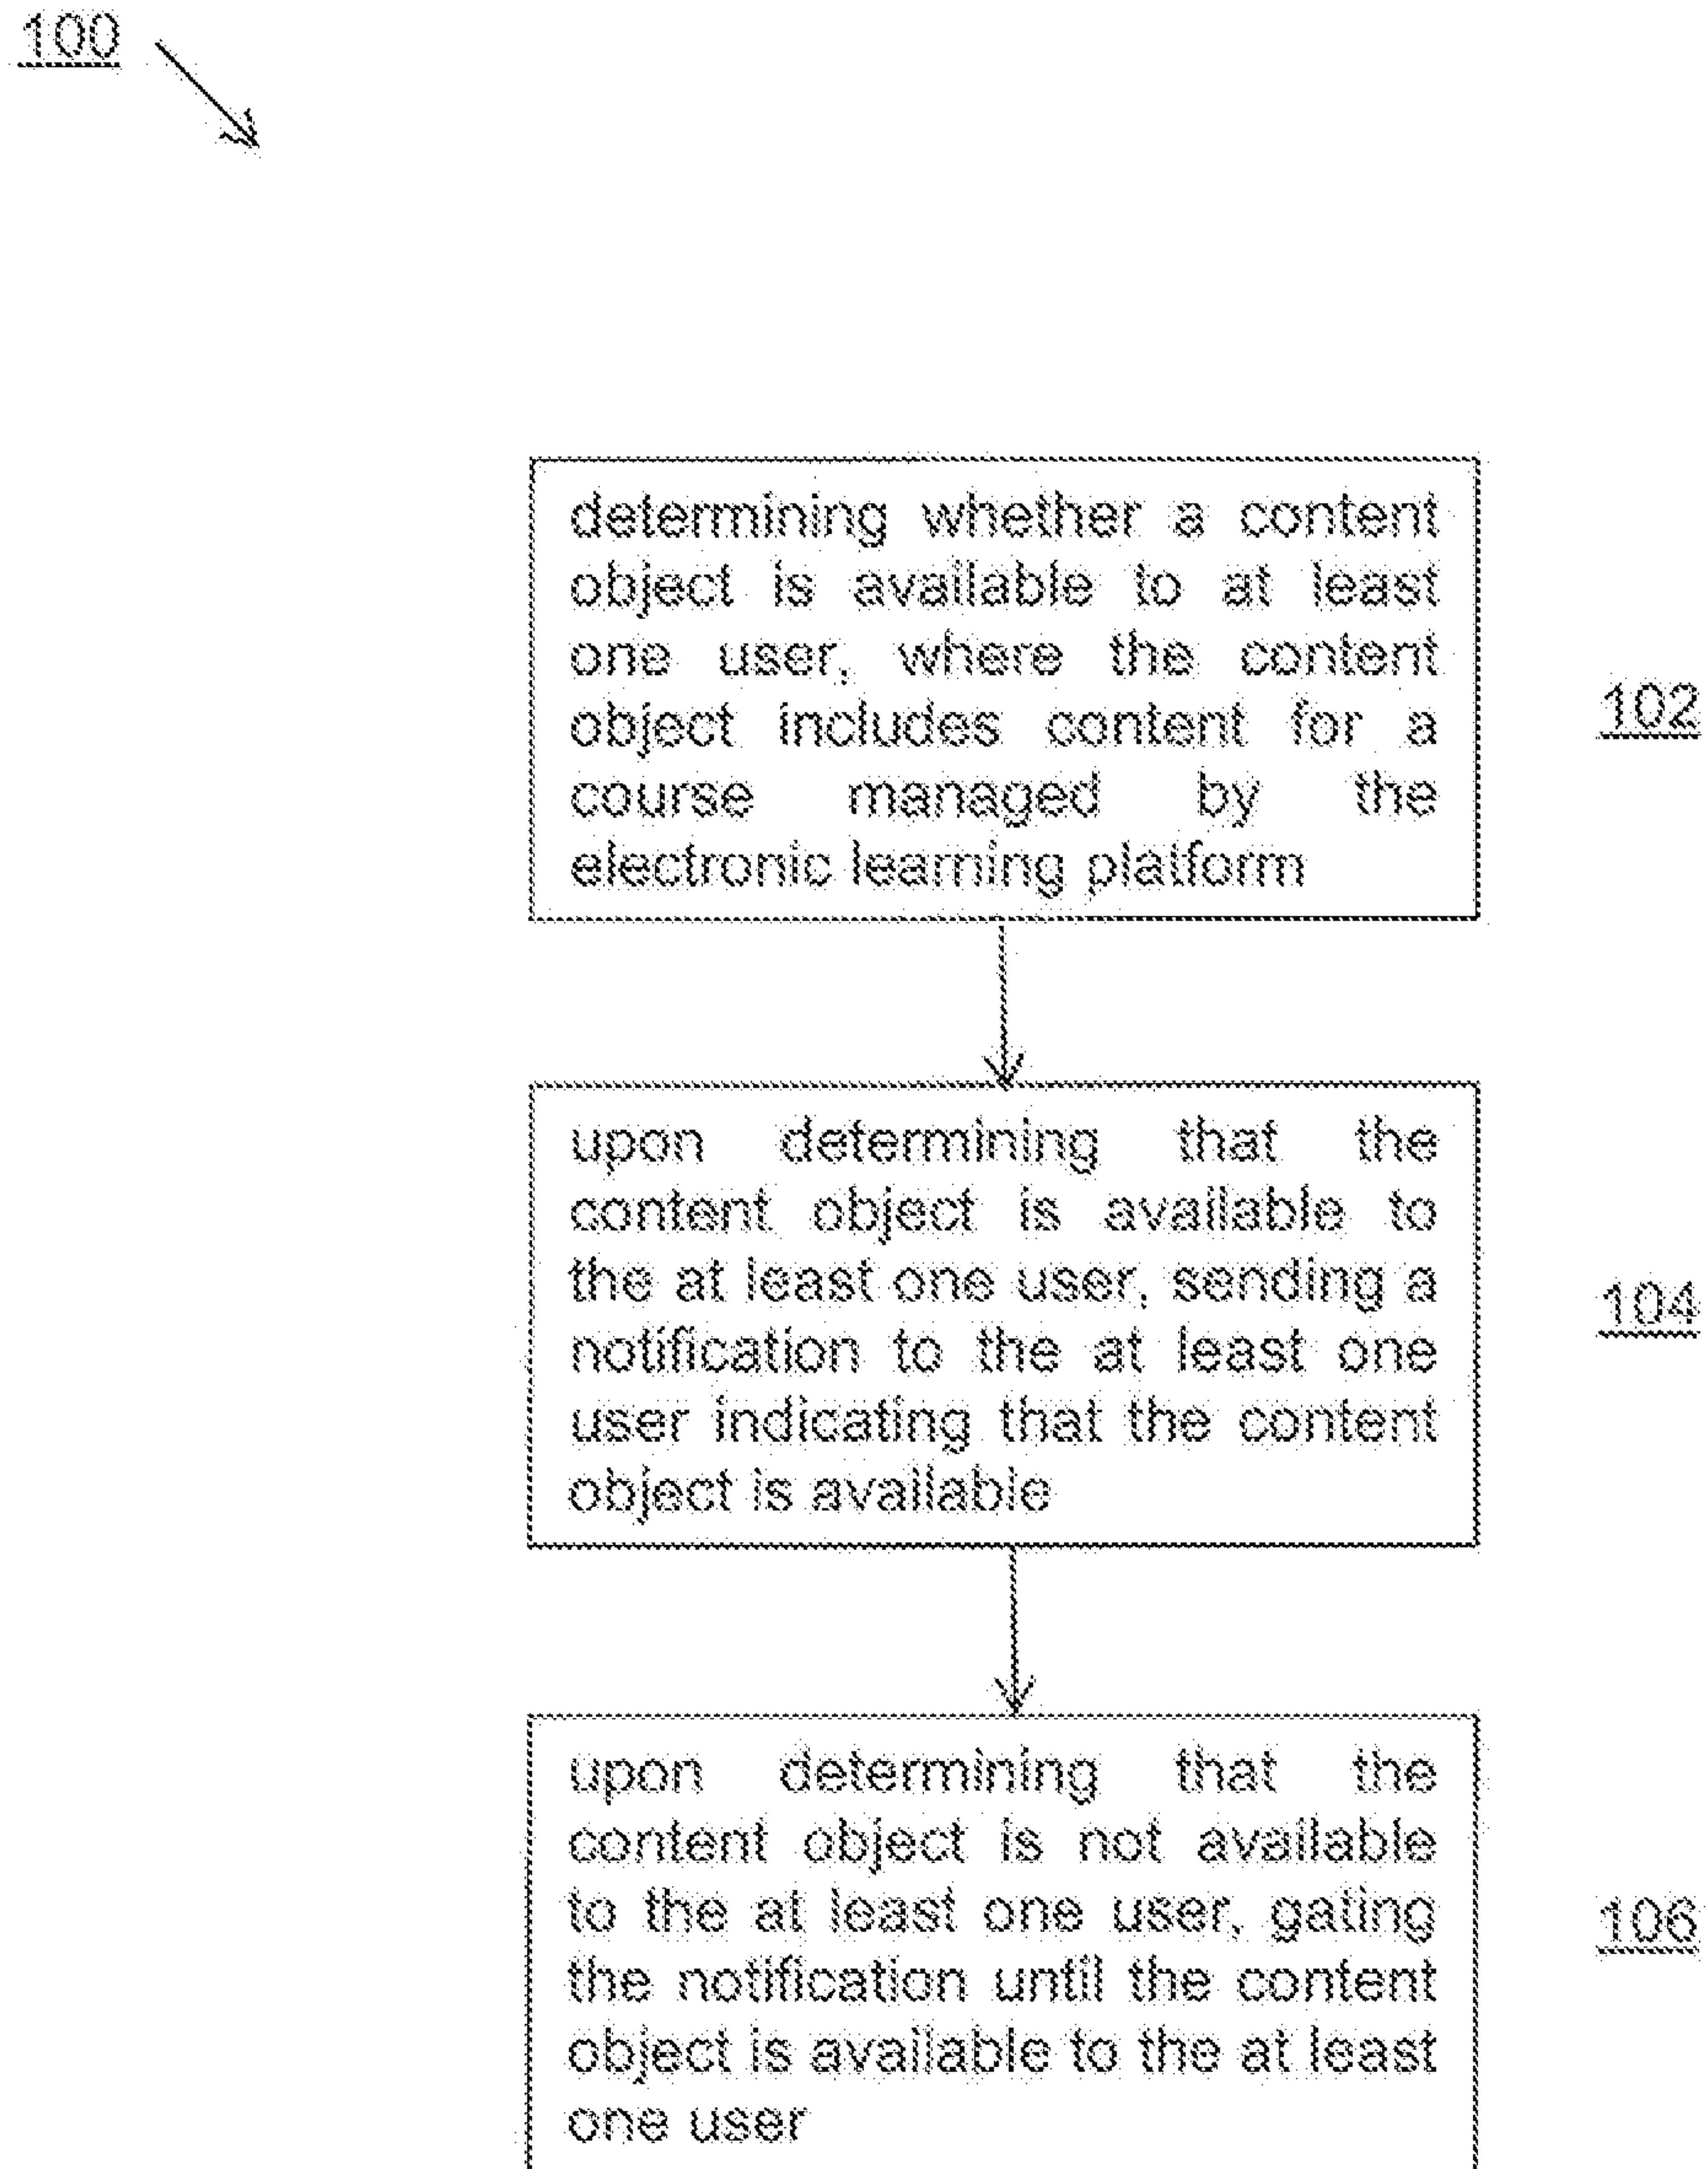 100
determining whether a content
object is available to at least
one user, where the content
object includes content for a
course managed by the
electronic learning platform
102
upon determining that the
content object is available to
the at least one user, sending a
notification to the at least one
user indicating that the content
object is available
104
upon determining that the
content object is not available
to the at least one user, gating
the notification until the content
object is available to the at least
one user
106